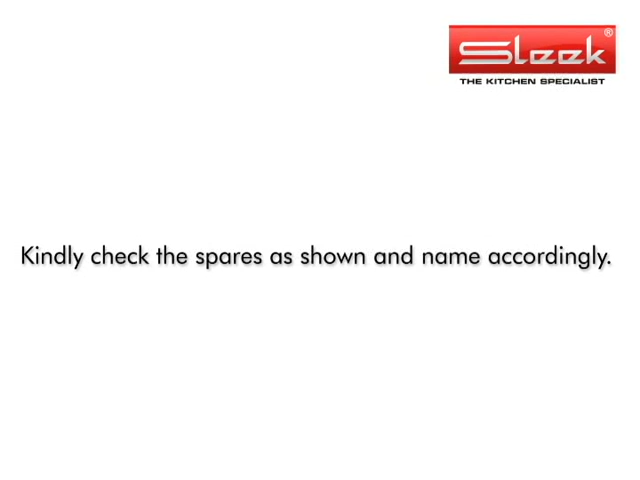 Sleek®
THE KITCHEN SPECIALIST
Kindly check the spares as shown and name accordingly.